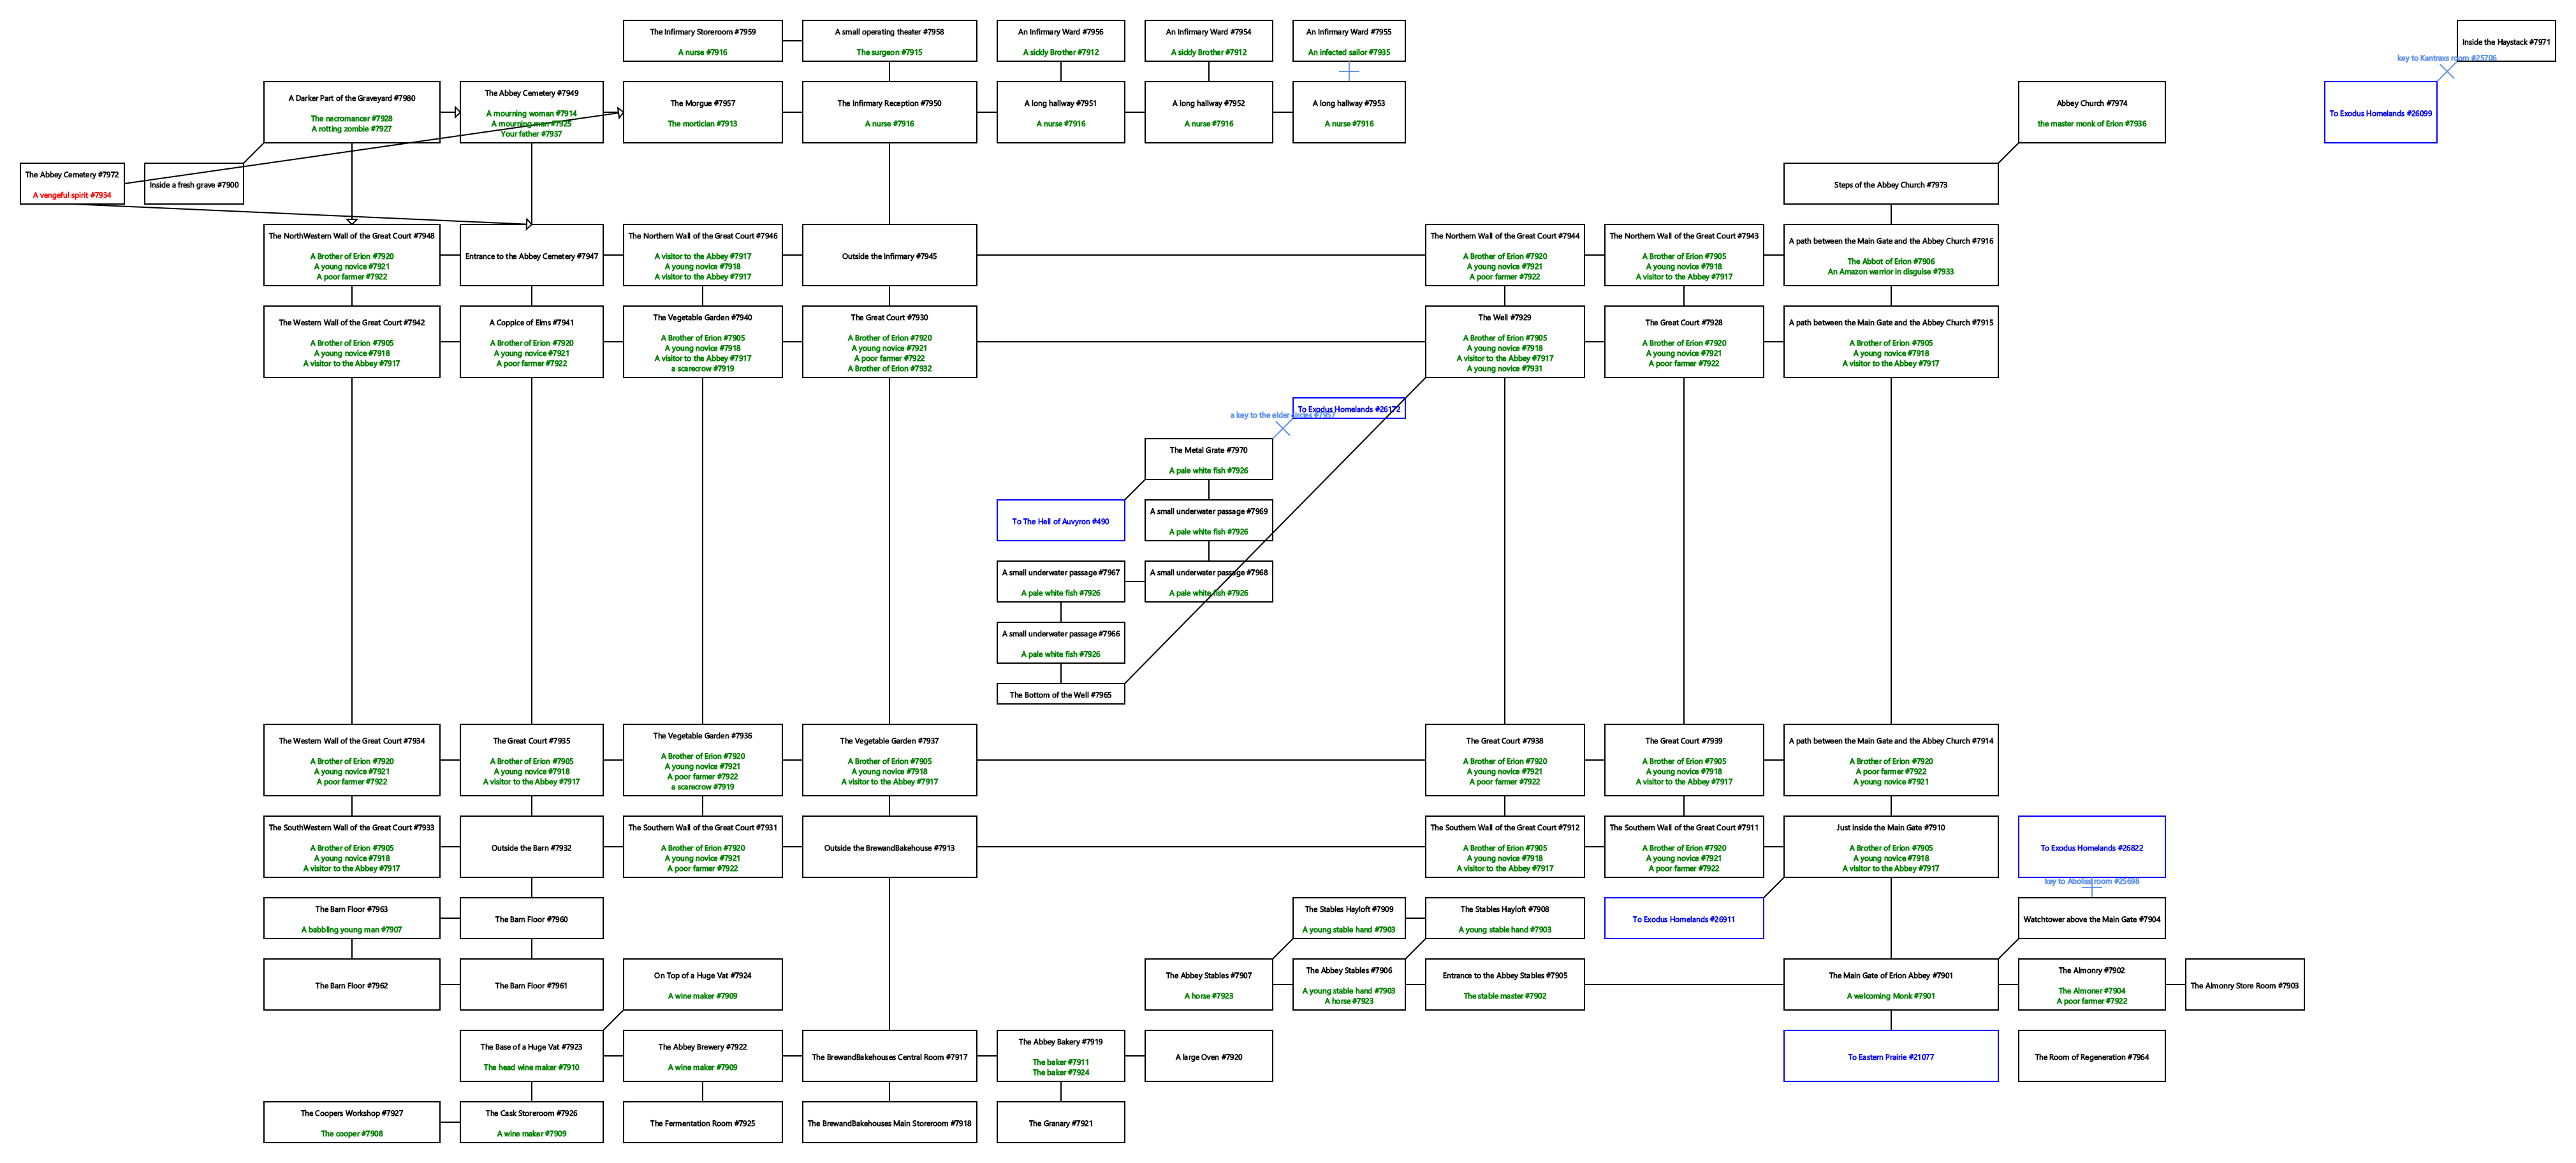 The Infirmary Storeroom #7959
A nurse #7916
A small operating theater #7958
The surgeon #7915
An Infirmary Ward #7956
A sickly Brother #7912
An Infirmary Ward #7954
A sickly Brother #7912
An Infirmary Ward #7955
An infected sailor #7935
Inside the Haystack #7971
key to Kantraxs room #25706
A Darker Part of the Graveyard #7980
The necromancer #7928
A rotting zombie #7927
The Abbey Cemetery #7949
A mourning woman #7914
A mourning man #7925
Your father #7937
The Morgue #7957
The mortician #7913
The Infirmary Reception #7950
A nurse #7916
A long hallway #7951
A nurse #7916
A long hallway #7952
A nurse #7916
A long hallway #7953
A nurse #7916
Abbey Church #7974
the master monk of Erion #7936
To Exodus Homelands #26099
The Abbey Cemetery #7972
A vengeful spirit #7934
Inside a fresh grave #7900
Steps of the Abbey Church #7973
The NorthWestern Wall of the Great Court #7948
A Brother of Erion #7920
A young novice #7921
A poor farmer #7922
Entrance to the Abbey Cemetery #7947
The Northern Wall of the Great Court #7946
A visitor to the Abbey #7917
A young novice #7918
A visitor to the Abbey #7917
Outside the Infirmary #7945
The Northern Wall of the Great Court #7944
A Brother of Erion #7920
A young novice #7921
A poor farmer #7922
The Northern Wall of the Great Court #7943
A Brother of Erion #7905
A young novice #7918
A visitor to the Abbey #7917
A path between the Main Gate and the Abbey Church #7916
The Abbot of Erion #7906
An Amazon warrior in disguise #7933
The Western Wall of the Great Court #7942
A Brother of Erion #7905
A young novice #7918
A visitor to the Abbey #7917
A Coppice of Elms #7941
A Brother of Erion #7920
A young novice #7921
A poor farmer #7922
The Vegetable Garden #7940
A Brother of Erion #7905
A young novice #7918
A visitor to the Abbey #7917
a scarecrow #7919
The Great Court #7930
A Brother of Erion #7920
A young novice #7921
A poor farmer #7922
A Brother of Erion #7932
The Well #7929
A Brother of Erion #7905
A young novice #7918
A visitor to the Abbey #7917
A young novice #7931
The Great Court #7928
A Brother of Erion #7920
A young novice #7921
A poor farmer #7922
A path between the Main Gate and the Abbey Church #7915
A Brother of Erion #7905
A young novice #7918
A visitor to the Abbey #7917
To Exodus Homelands #26172
a key to the elder circles #7957
The Metal Grate #7970
A pale white fish #7926
To The Hell of Auvyron #490
A small underwater passage #7969
A pale white fish #7926
A small underwater passage #7967
A pale white fish #7926
A small underwater passage #7968
A pale white fish #7926
A small underwater passage #7966
A pale white fish #7926
The Bottom of the Well #7965
The Western Wall of the Great Court #7934
A Brother of Erion #7920
A young novice #7921
A poor farmer #7922
The Great Court #7935
A Brother of Erion #7905
A young novice #7918
A visitor to the Abbey #7917
The Vegetable Garden #7936
A Brother of Erion #7920
A young novice #7921
A poor farmer #7922
a scarecrow #7919
The Vegetable Garden #7937
A Brother of Erion #7905
A young novice #7918
A visitor to the Abbey #7917
The Great Court #7938
A Brother of Erion #7920
A young novice #7921
A poor farmer #7922
The Great Court #7939
A Brother of Erion #7905
A young novice #7918
A visitor to the Abbey #7917
A path between the Main Gate and the Abbey Church #7914
A Brother of Erion #7920
A poor farmer #7922
A young novice #7921
The SouthWestern Wall of the Great Court #7933
A Brother of Erion #7905
A young novice #7918
A visitor to the Abbey #7917
Outside the Barn #7932
The Southern Wall of the Great Court #7931
A Brother of Erion #7920
A young novice #7921
A poor farmer #7922
Outside the BrewandBakehouse #7913
The Southern Wall of the Great Court #7912
A Brother of Erion #7905
A young novice #7918
A visitor to the Abbey #7917
The Southern Wall of the Great Court #7911
A Brother of Erion #7920
A young novice #7921
A poor farmer #7922
Just inside the Main Gate #7910
A Brother of Erion #7905
A young novice #7918
A visitor to the Abbey #7917
To Exodus Homelands #26822
key to Aboliss room #25698
The Barn Floor #7963
A babbling young man #7907
The Barn Floor #7960
The Stables Hayloft #7909
A young stable hand #7903
The Stables Hayloft #7908
A young stable hand #7903
To Exodus Homelands #26911
Watchtower above the Main Gate #7904
The Barn Floor #7962
The Barn Floor #7961
On Top of a Huge Vat #7924
A wine maker #7909
The Abbey Stables #7907
A horse #7923
The Abbey Stables #7906
A young stable hand #7903
A horse #7923
Entrance to the Abbey Stables #7905
The stable master #7902
The Main Gate of Erion Abbey #7901
A welcoming Monk #7901
The Almonry #7902
The Almoner #7904
A poor farmer #7922
The Almonry Store Room #7903
The Base of a Huge Vat #7923
The head wine maker #7910
The Abbey Brewery #7922
A wine maker #7909
The BrewandBakehouses Central Room #7917
The Abbey Bakery #7919
The baker #7911
The baker #7924
A large Oven #7920
To Eastern Prairie #21077
The Room of Regeneration #7964
The Coopers Workshop #7927
The cooper #7908
The Cask Storeroom #7926
A wine maker #7909
The Fermentation Room #7925
The BrewandBakehouses Main Storeroom #7918
The Granary #7921